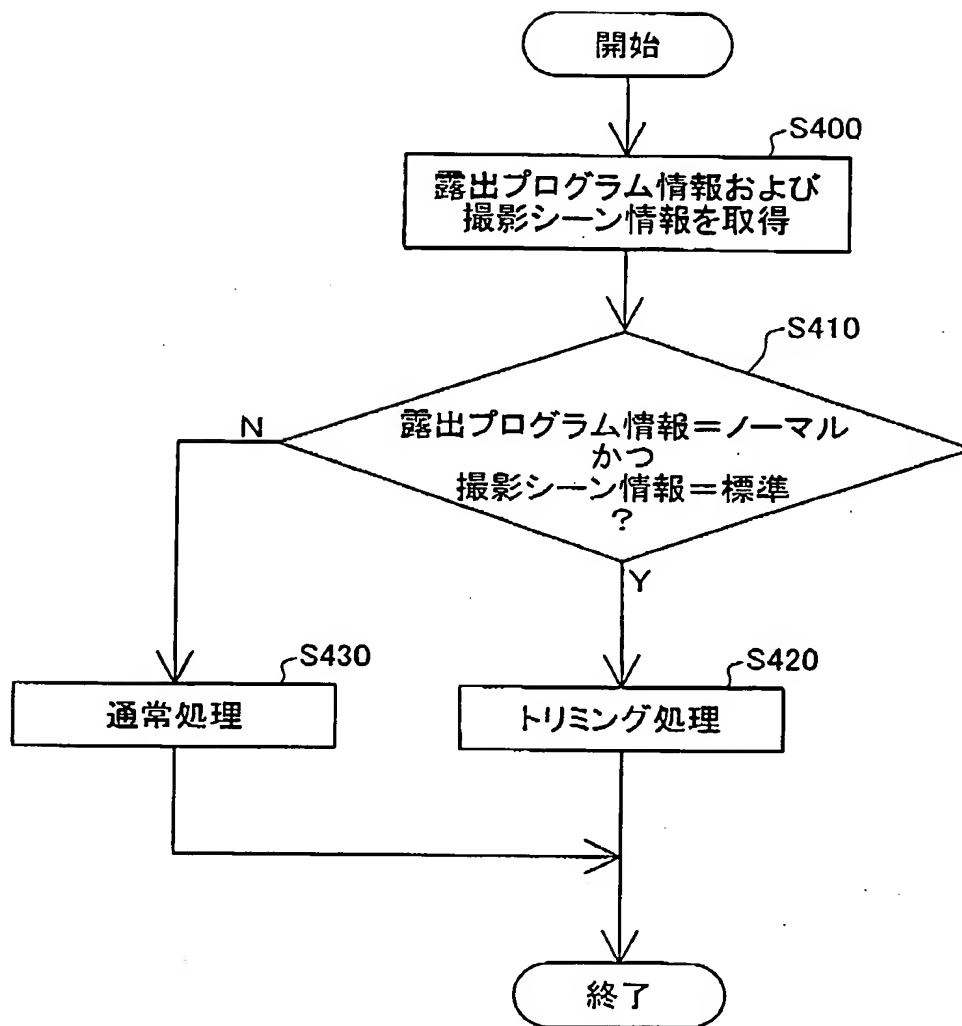 開始
S400
露出プログラム情報および
撮影シーン情報を取得
S410
露出プログラム情報=ノーマル
かつ
撮影シーン情報=標準
?
N
Y
S430
通常処理
S420
トリミング処理
終了